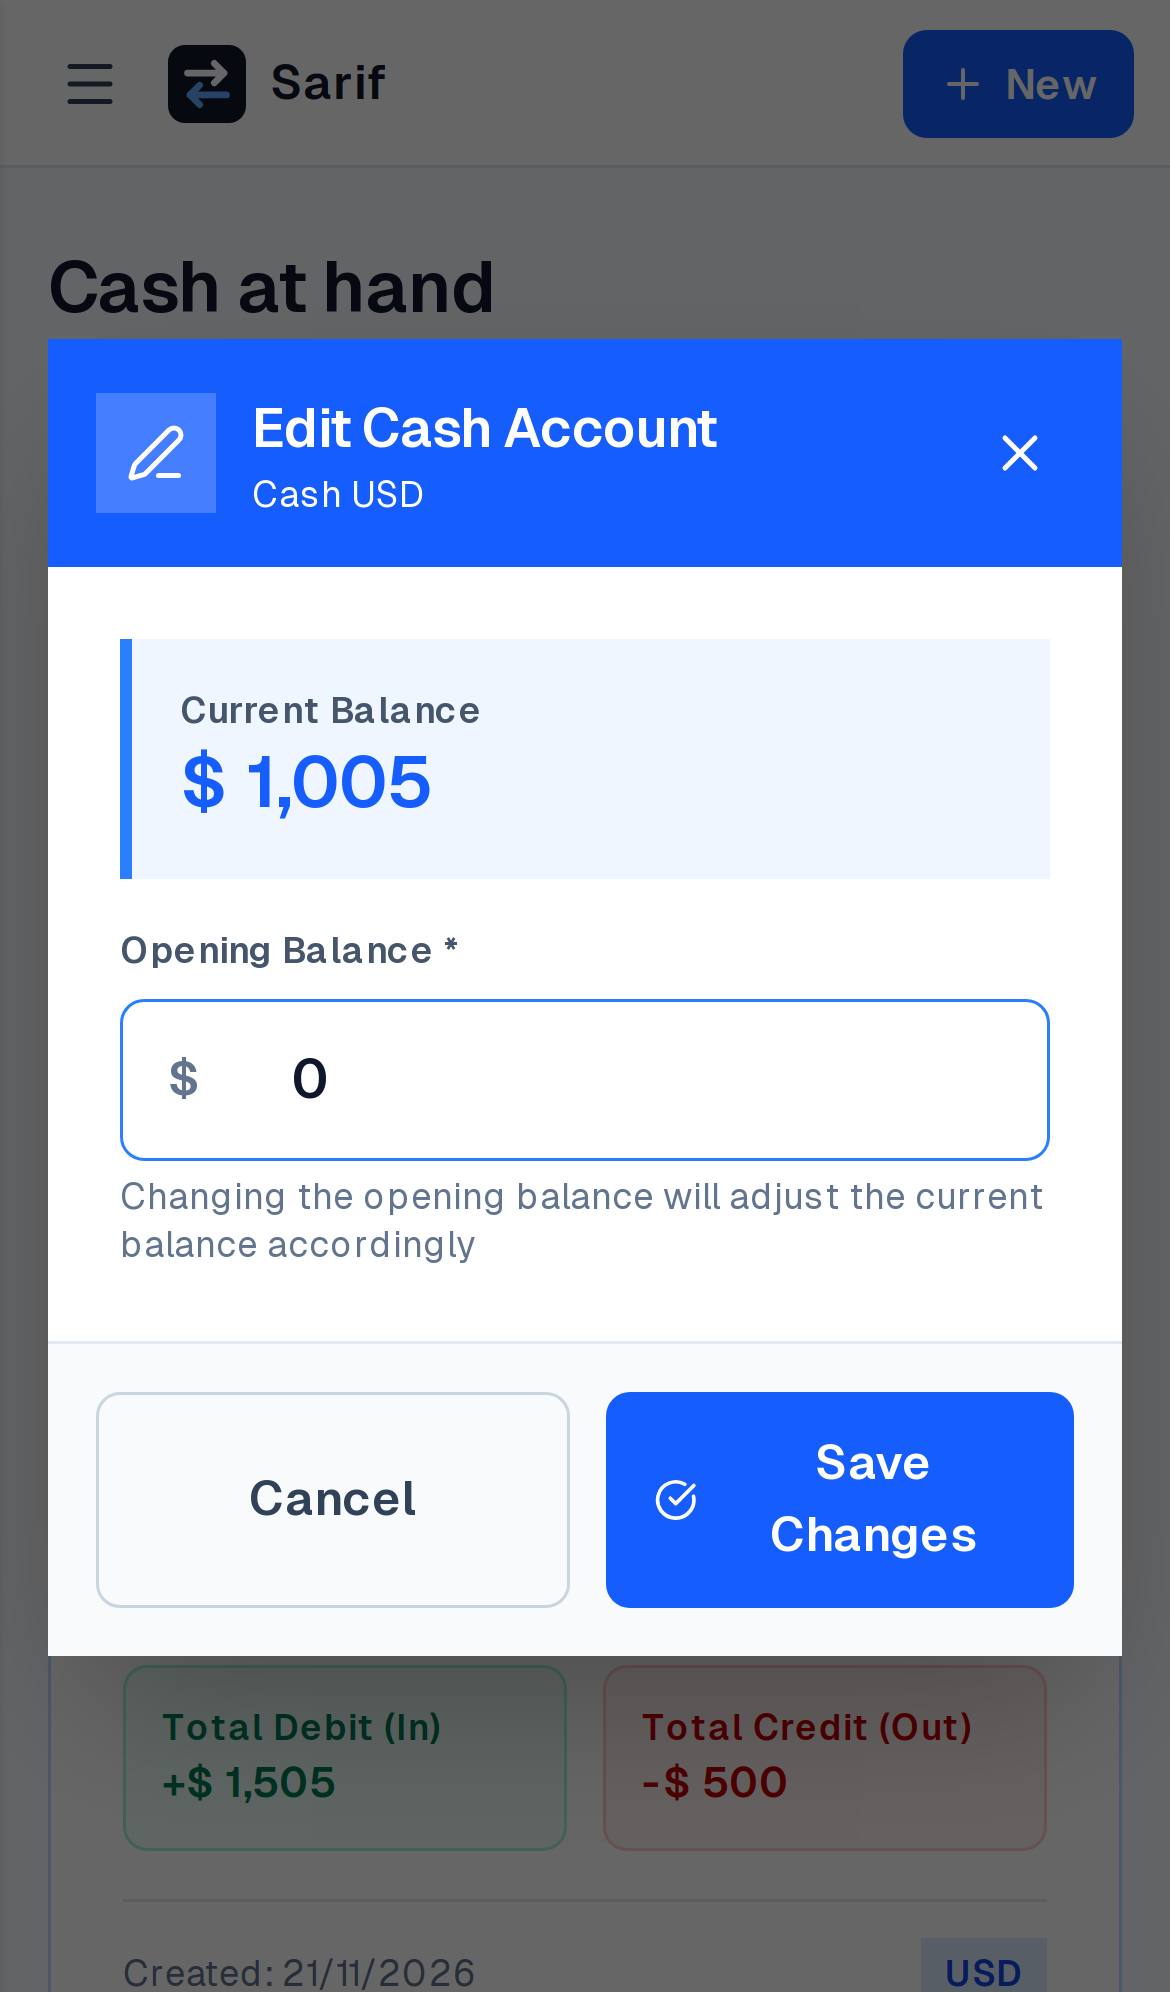 Sarif
+ New
Cash at hand
Edit Cash Account
Cash USD
Current Balance
$ 1,005
Opening Balance *
$ 0
Changing the opening balance will adjust the current
balance accordingly
Cancel
Save
Changes
Total Debit (In)
+$ 1,505
Total Credit (Out)
-$ 500
Created: 21/11/2026
USD